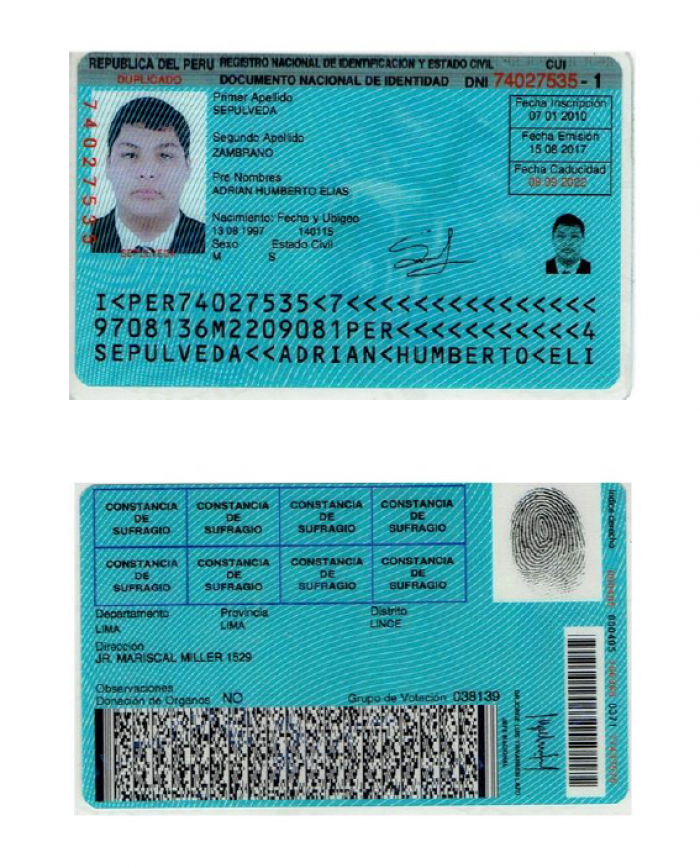 REPUBLICA DEL PERU REGISTRO NACIONAL DE IDENTIFICACION Y ESTADO CIVIL CUI
DUPLICADO DOCUMENTO NACIONAL DE IDENTIDAD DNI 74027535 - 1
74027535
Primer Apellido
SEPULVEDA
Segundo Apellido
ZAMBRANO
Pre Nombres
ADRIAN HUMBERTO ELIAS
Nacimiento: Fecha y Ubigeo
13 08 1997 140115
Sexo Estado Civil
M S
Fecha Inscripción
07 01 2010
Fecha Emisión
15 08 2017
Fecha Caducidad
09 09 2022
I<PER74027535<7<<<<<<<<<<<<<<<
9708136M2209081PER<<<<<<<<<<<4
SEPULVEDA<<ADRIAN<HUMBERTO<ELI
CONSTANCIA DE SUFRAGIO CONSTANCIA DE SUFRAGIO CONSTANCIA DE SUFRAGIO CONSTANCIA DE SUFRAGIO
CONSTANCIA DE SUFRAGIO CONSTANCIA DE SUFRAGIO CONSTANCIA DE SUFRAGIO CONSTANCIA DE SUFRAGIO
Departamento Provincia Distrito
LIMA LIMA LINCE
Dirección
JR. MARISCAL MILLER 1529
Observaciones
Donación de Organos NO Grupo de Votación 038139
Indice derecho
JEFE NACIONAL